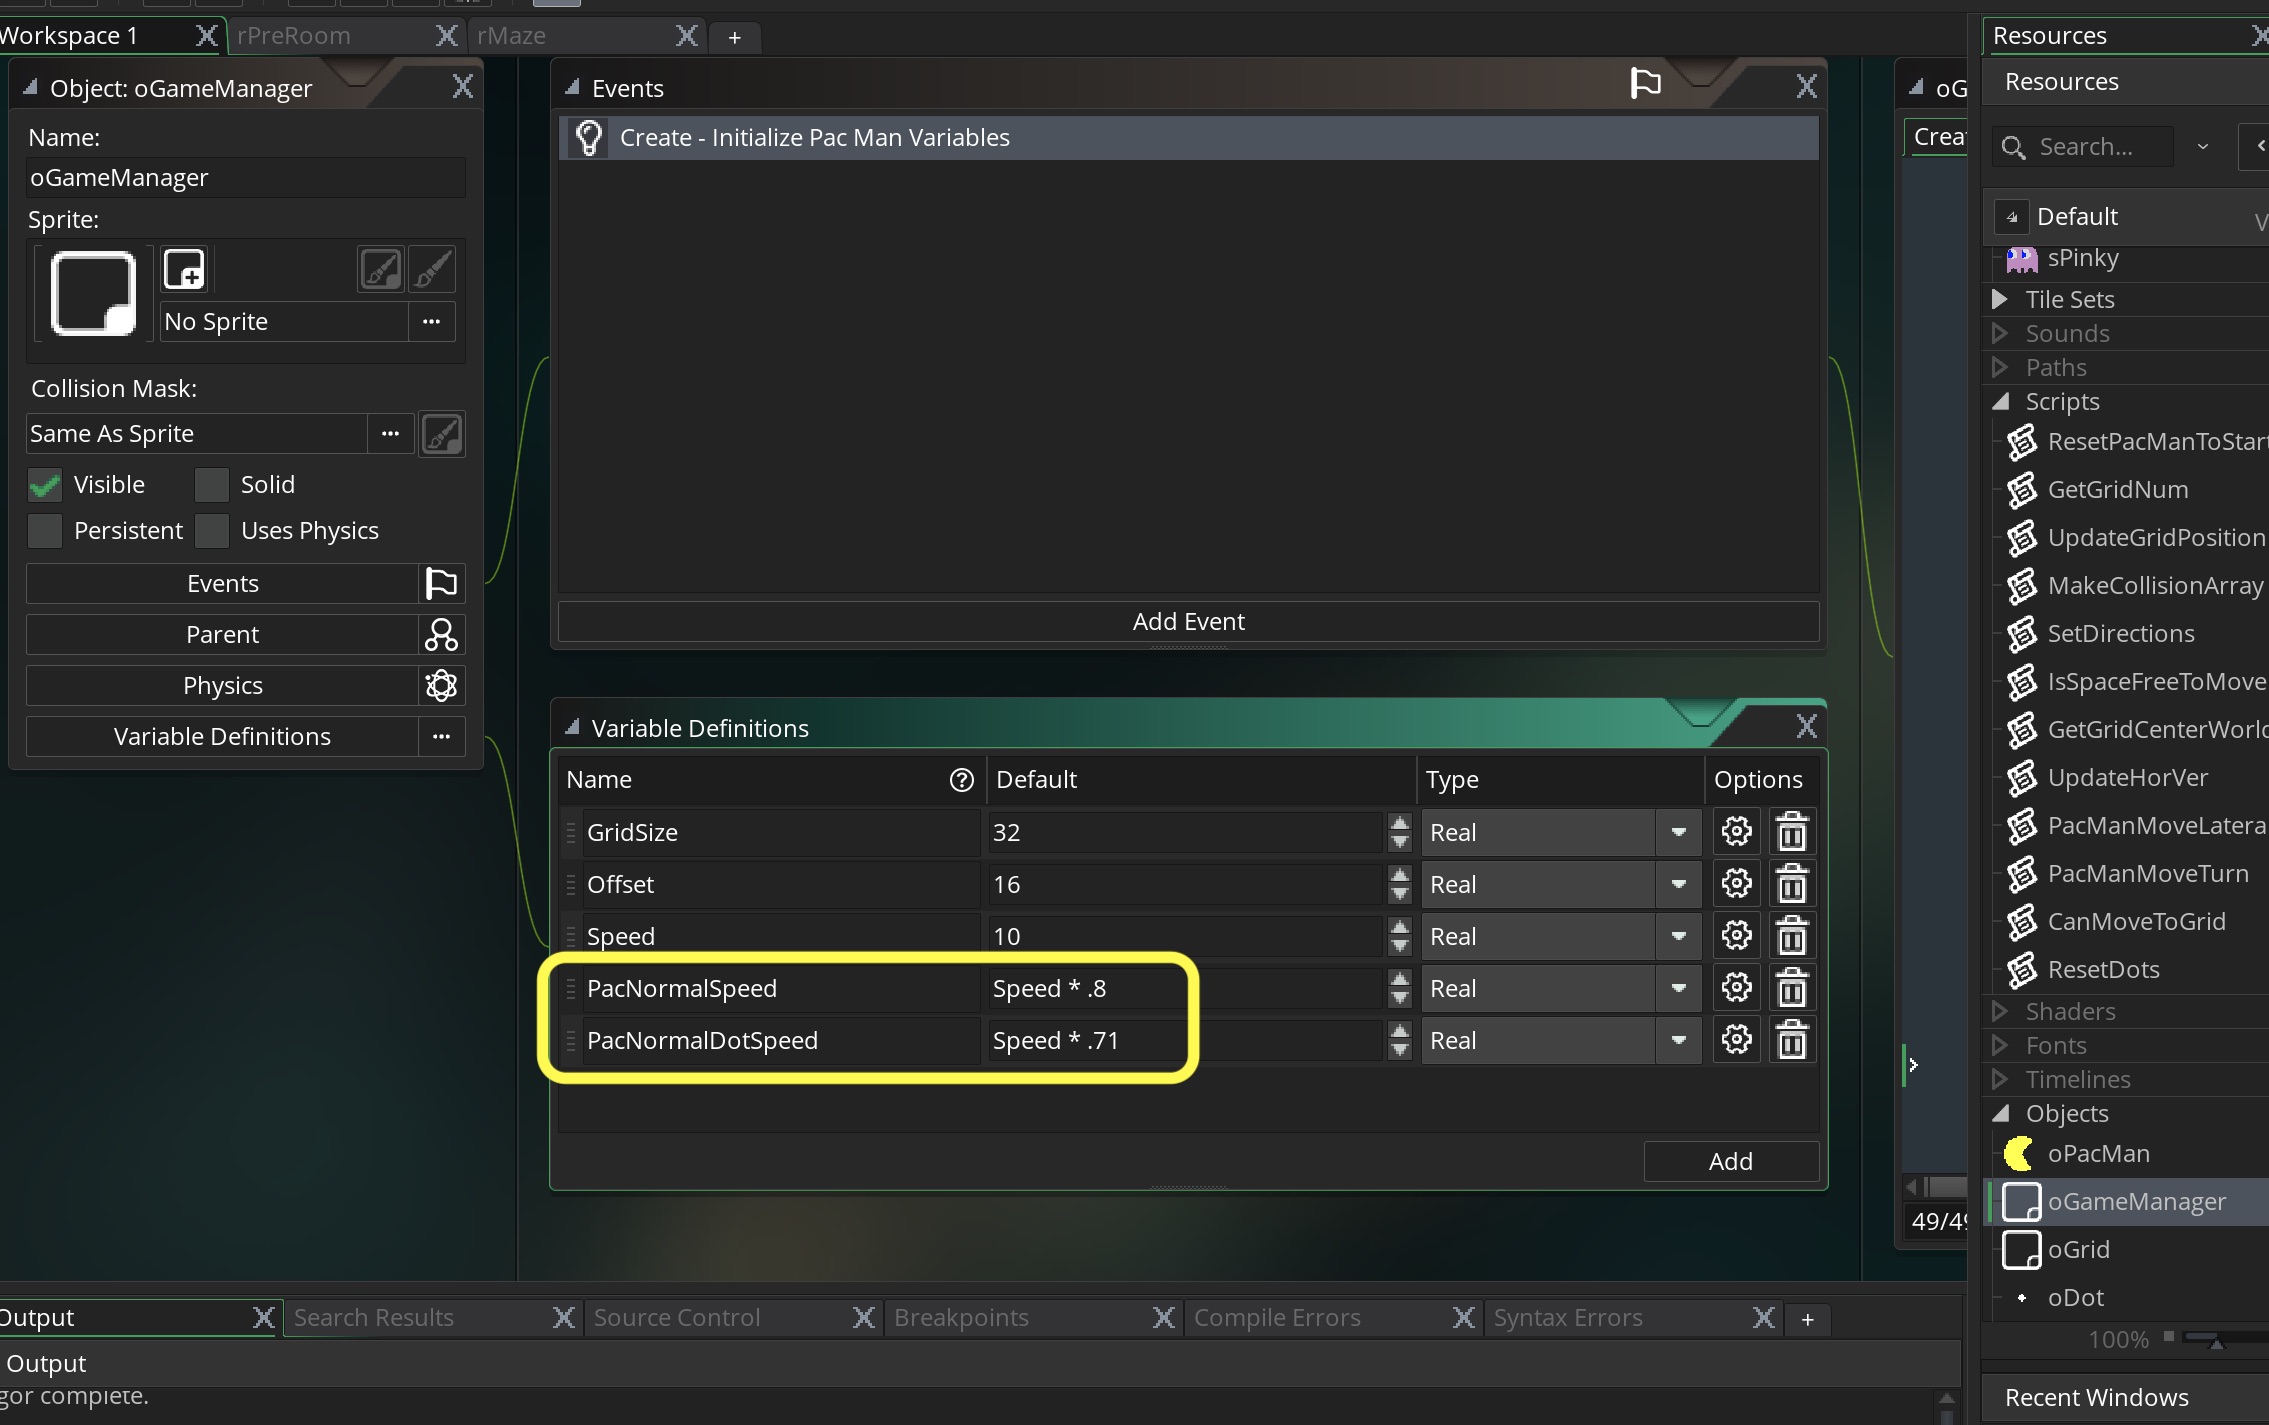 Workspace 1
rPreRoom
rMaze
+
Object: oGameManager
Name:
oGameManager
Sprite:
No Sprite
...
Collision Mask:
Same As Sprite
...
Visible
Solid
Persistent
Uses Physics
Events
Parent
Physics
Variable Definitions
...
Events
Create - Initialize Pac Man Variables
Add Event
Variable Definitions
Name
Default
Type
Options
GridSize
32
Real
Offset
16
Real
Speed
10
Real
PacNormalSpeed
Speed * .8
Real
PacNormalDotSpeed
Speed * .71
Real
Add
oG
Crea
49/49
Resources
Resources
Search...
Default
sPinky
Tile Sets
Sounds
Paths
Scripts
ResetPacManToStart
GetGridNum
UpdateGridPosition
MakeCollisionArray
SetDirections
IsSpaceFreeToMove
GetGridCenterWorld
UpdateHorVer
PacManMoveLatera
PacManMoveTurn
CanMoveToGrid
ResetDots
Shaders
Fonts
Timelines
Objects
oPacMan
oGameManager
oGrid
oDot
100%
Recent Windows
Output
Search Results
Source Control
Breakpoints
Compile Errors
Syntax Errors
+
Output
gor complete.